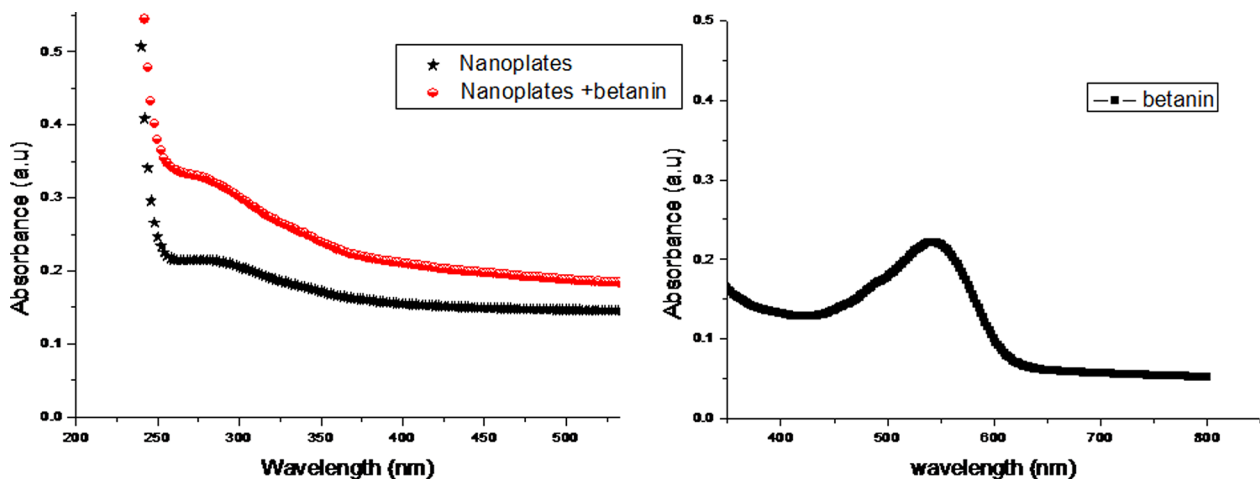 Nanoplates
Nanoplates +betanin
Absorbance (a.u)
0.5
0.4
0.3
0.2
0.1
0.0
200 250 300 350 400 450 500
Wavelength (nm)
betanin
Absorbance (a.u)
0.5
0.4
0.3
0.2
0.1
0.0
400 500 600 700 800
wavelength (nm)